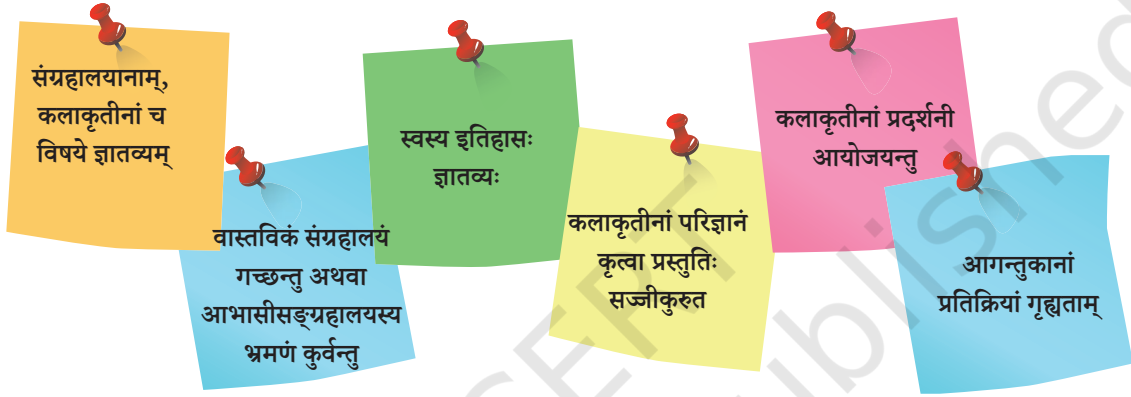 संग्रहालयानाम्,
कलाकृतीनां च
विषये ज्ञातव्यम्
वास्तविकं संग्रहालयं
गच्छन्तु अथवा
आभासीसङ्ग्रहालयस्य
भ्रमणं कुर्वन्तु
स्वस्य इतिहासः
ज्ञातव्यः
कलाकृतीनां परिज्ञानं
कृत्वा प्रस्तुतिः
सज्जीकुरुत
कलाकृतीनां प्रदर्शनी
आयोजयन्तु
आगन्तुकानां
प्रतिक्रियां गृह्यताम्